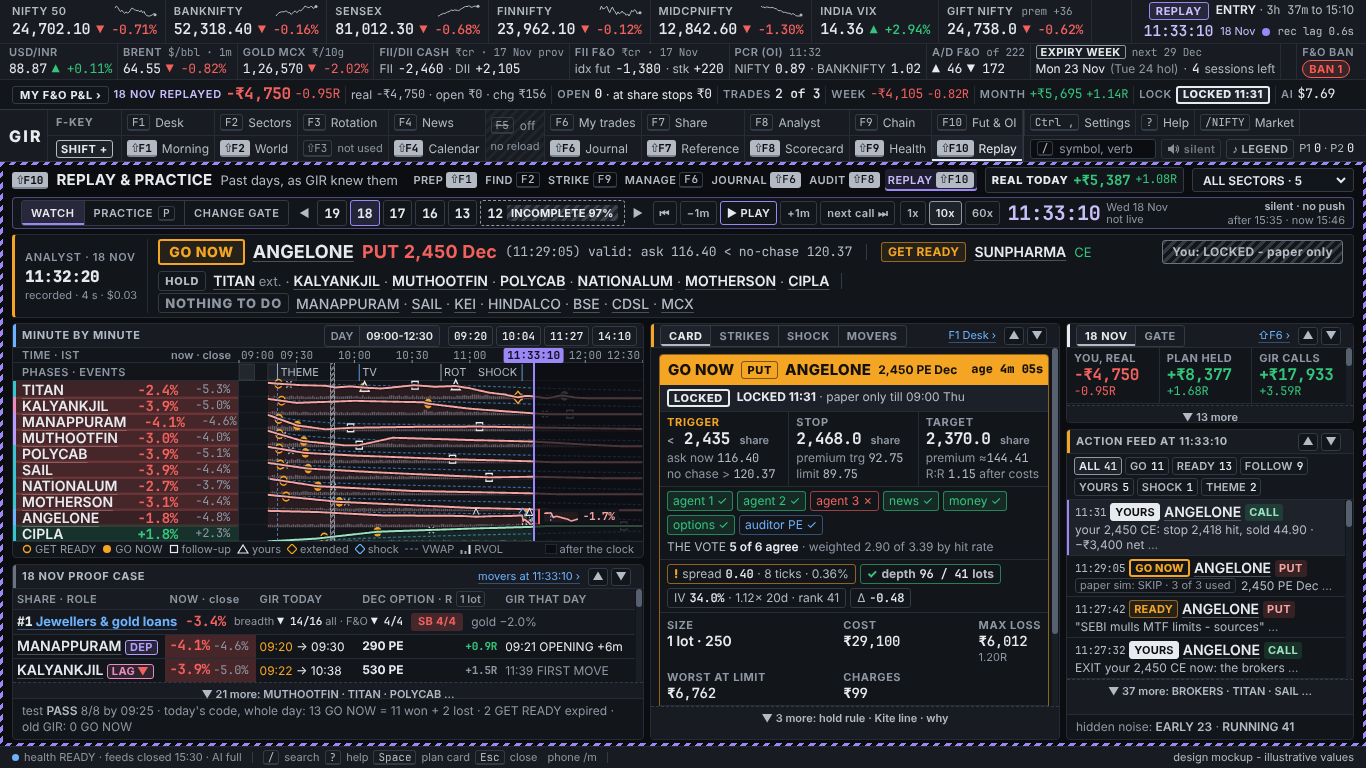 NIFTY 50 BANKNIFTY SENSEX FINNIFTY MIDCPNIFTY INDIA VIX GIFT NIFTY prem +36 REPLAY ENTRY · 3h 37m to 15:10
24,702.10 ▼ -0.71% 52,318.40 ▼ -0.16% 81,012.30 ▼ -0.68% 23,962.10 ▼ -0.12% 12,842.60 ▼ -1.30% 14.36 ▲ +2.94% 24,738.0 ▼ -0.62% 11:33:10 18 Nov ● rec lag 0.6s
USD/INR BRENT $/bbl · 1m GOLD MCX ₹/10g FII/DII CASH ₹cr · 17 Nov prov FII F&O ₹cr · 17 Nov PCR (OI) 11:32 A/D F&O of 222 EXPIRY WEEK next 29 Dec F&O BAN
88.87 ▲ +0.11% 64.55 ▼ -0.82% 1,26,570 ▼ -2.02% FII -2,460 · DII +2,105 idx fut -1,380 · stk +220 NIFTY 0.89 · BANKNIFTY 1.02 ▲ 46 ▼ 172 Mon 23 Nov (Tue 24 hol) · 4 sessions left BAN 1
MY F&O P&L › 18 NOV REPLAYED -₹4,750 -0.95R real -₹4,750 · open ₹0 · chg ₹156 OPEN 0 · at share stops ₹0 TRADES 2 of 3 WEEK -₹4,105 -0.82R MONTH +₹5,695 +1.14R LOCK LOCKED 11:31 AI $7.69
GIR F-KEY F1 Desk F2 Sectors F3 Rotation F4 News F5 off F6 My trades F7 Share F8 Analyst F9 Chain F10 Fut & OI Ctrl , Settings ? Help /NIFTY Market
SHIFT + ⇧F1 Morning ⇧F2 World ⇧F3 not used ⇧F4 Calendar no reload ⇧F6 Journal ⇧F7 Reference ⇧F8 Scorecard ⇧F9 Health ⇧F10 Replay / symbol, verb silent ♪ LEGEND P1 0 · P2 0
⇧F10 REPLAY & PRACTICE Past days, as GIR knew them PREP ⇧F1 FIND F2 STRIKE F9 MANAGE F6 JOURNAL ⇧F6 AUDIT ⇧F8 REPLAY ⇧F10 REAL TODAY +₹5,387 +1.08R ALL SECTORS · 5
WATCH PRACTICE P CHANGE GATE ◀ 19 18 17 16 13 12 INCOMPLETE 97% ▶ ⏮ −1m ▶ PLAY +1m next call ⏭ 1x 10x 60x 11:33:10 Wed 18 Nov not live silent · no push after 15:35 · now 15:46
ANALYST · 18 NOV
11:32:20
recorded · 4 s · $0.03
GO NOW ANGELONE PUT 2,450 Dec (11:29:05) valid: ask 116.40 < no-chase 120.37 GET READY SUNPHARMA CE You: LOCKED - paper only
HOLD TITAN ext. · KALYANKJIL · MUTHOOTFIN · POLYCAB · NATIONALUM · MOTHERSON · CIPLA
NOTHING TO DO MANAPPURAM · SAIL · KEI · HINDALCO · BSE · CDSL · MCX
MINUTE BY MINUTE DAY 09:00-12:30 09:20 10:04 11:27 14:10
TIME · IST now · close 09:00 09:30 10:00 10:30 11:00 11:33:10 12:00 12:30
PHASES · EVENTS THEME TV ROT SHOCK
TITAN -2.4% -5.3%
KALYANKJIL -3.9% -5.0%
MANAPPURAM -4.1% -4.6%
MUTHOOTFIN -3.0% -4.0%
POLYCAB -3.9% -5.1%
SAIL -3.9% -4.4%
NATIONALUM -2.7% -3.7%
MOTHERSON -3.1% -4.4%
ANGELONE -1.8% -4.8% -1.7%
CIPLA +1.8% +2.3%
GET READY GO NOW follow-up yours extended shock VWAP RVOL after the clock
18 NOV PROOF CASE movers at 11:33:10 › ▲ ▼
SHARE · ROLE NOW · close GIR TODAY DEC OPTION · R 1lot GIR THAT DAY
#1 Jewellers & gold loans -3.4% breadth ▼ 14/16 all · F&O ▼ 4/4 SB 4/4 gold −2.0%
MANAPPURAM DEP -4.1% -4.6% 09:20 → 09:30 290 PE +0.9R 09:21 OPENING +6m
KALYANKJIL LAG ▼ -3.9% -5.0% 09:22 → 10:38 530 PE +1.5R 11:39 FIRST MOVE
▼ 21 more: MUTHOOTFIN · TITAN · POLYCAB ...
test PASS 8/8 by 09:25 · today's code, whole day: 13 GO NOW = 11 won + 2 lost · 2 GET READY expired ·
old GIR: 0 GO NOW
CARD STRIKES SHOCK MOVERS F1 Desk › ▲ ▼
GO NOW PUT ANGELONE 2,450 PE Dec age 4m 05s
LOCKED LOCKED 11:31 · paper only till 09:00 Thu
TRIGGER STOP TARGET
< 2,435 share 2,468.0 share 2,370.0 share
ask now 116.40 premium trg 92.75 premium ≈144.41
no chase > 120.37 limit 89.75 R:R 1.15 after costs
agent 1 ✓ agent 2 ✓ agent 3 × news ✓ money ✓
options ✓ auditor PE ✓
THE VOTE 5 of 6 agree · weighted 2.90 of 3.39 by hit rate
! spread 0.40 · 8 ticks · 0.36% ✓ depth 96 / 41 lots
IV 34.0% · 1.12× 20d · rank 41 Δ -0.48
SIZE COST MAX LOSS
1 lot · 250 ₹29,100 ₹6,012
1.20R
WORST AT LIMIT CHARGES
₹6,762 ₹99
▼ 3 more: hold rule · Kite line · why
18 NOV GATE ⇧F6 › ▲ ▼
YOU, REAL PLAN HELD GIR CALLS
-₹4,750 +₹8,377 +₹17,933
-0.95R +1.68R +3.59R
▼ 13 more
ACTION FEED AT 11:33:10 ▲ ▼
ALL 41 GO 11 READY 13 FOLLOW 9
YOURS 5 SHOCK 1 THEME 2
11:31 YOURS ANGELONE CALL
your 2,450 CE: stop 2,418 hit, sold 44.90 ·
−₹3,400 net ...
11:29:05 GO NOW ANGELONE PUT
paper sim: SKIP · 3 of 3 used 2,450 PE Dec ...
11:27:42 READY ANGELONE PUT
"SEBI mulls MTF limits - sources" ...
11:27:32 YOURS ANGELONE CALL
EXIT your 2,450 CE now: the brokers ...
▼ 37 more: BROKERS · TITAN · SAIL ...
hidden noise: EARLY 23 · RUNNING 41
health READY · feeds closed 15:30 · AI full / search ? help Space plan card Esc close phone /m design mockup - illustrative values